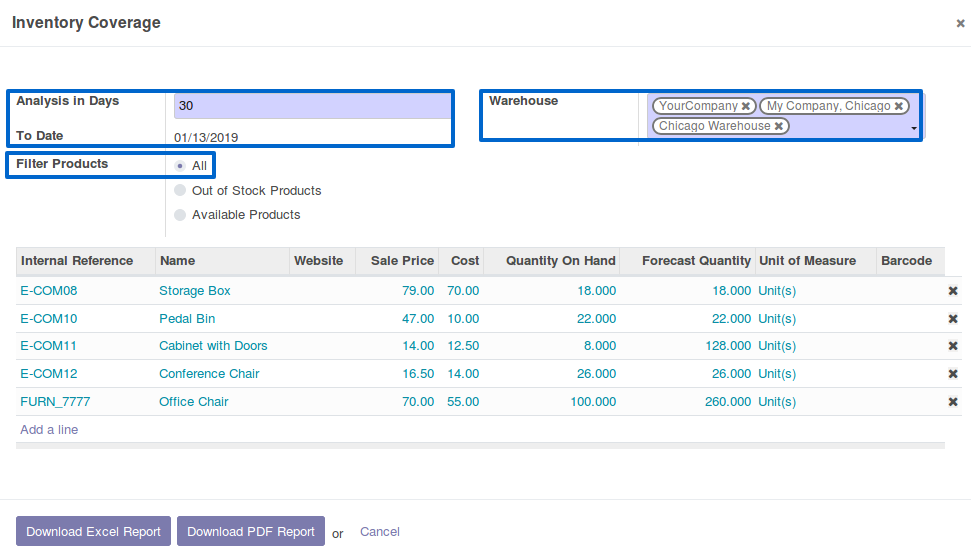 Inventory Coverage ×
Analysis in Days 30
To Date 01/13/2019
Warehouse YourCompany ✖ My Company, Chicago ✖
Chicago Warehouse ✖
Filter Products All
Out of Stock Products
Available Products
Internal Reference Name Website Sale Price Cost Quantity On Hand Forecast Quantity Unit of Measure Barcode
E-COM08 Storage Box 79.00 70.00 18.000 18.000 Unit(s) ✖
E-COM10 Pedal Bin 47.00 10.00 22.000 22.000 Unit(s) ✖
E-COM11 Cabinet with Doors 14.00 12.50 8.000 128.000 Unit(s) ✖
E-COM12 Conference Chair 16.50 14.00 26.000 26.000 Unit(s) ✖
FURN_7777 Office Chair 70.00 55.00 100.000 260.000 Unit(s) ✖
Add a line
Download Excel Report Download PDF Report or Cancel